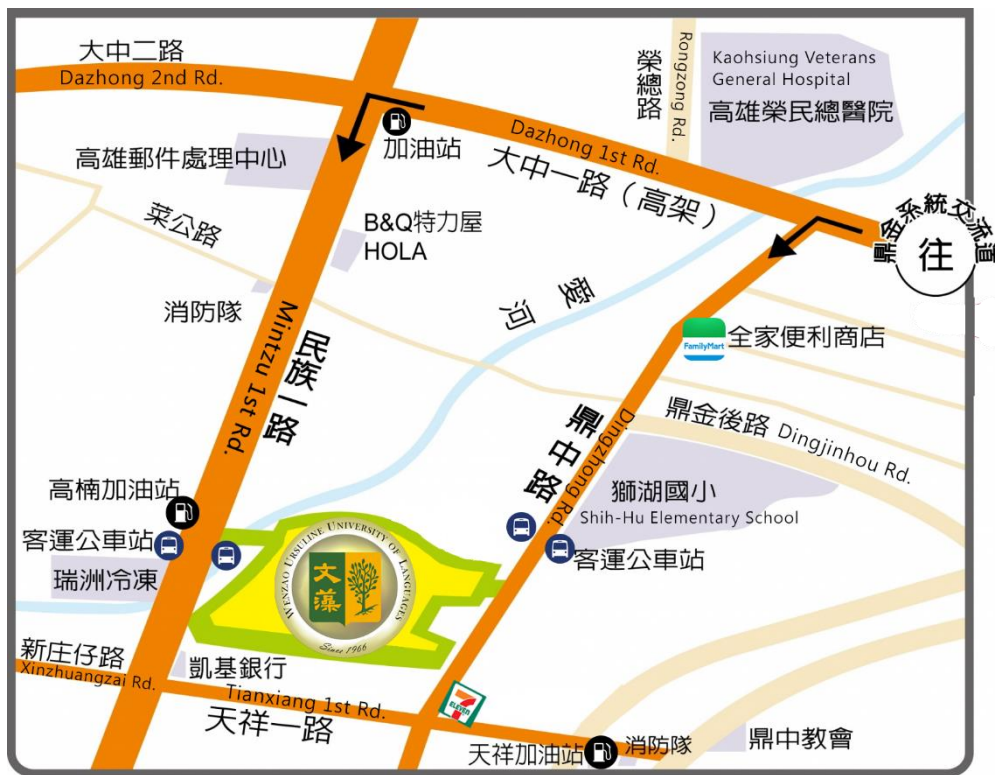 大中二路
Dazhong 2nd Rd.
榮總路
Rongzong Rd.
Kaohsiung Veterans
General Hospital
高雄榮民總醫院
加油站
Dazhong 1st Rd.
大中一路（高架）
高雄郵件處理中心
鼎金系統交流道
往
菜公路
B&Q特力屋
HOLA
愛河
消防隊
民族一路
Mintzu 1st Rd.
FamilyMart
全家便利商店
鼎中路
Dingzhong Rd.
鼎金後路 Dingjinhou Rd.
獅湖國小
Shih-Hu Elementary School
高楠加油站
客運公車站
瑞洲冷凍
客運公車站
WENZAO URSULINE UNIVERSITY OF LANGUAGES
文藻
Since 1966
新庄仔路
Xinzhuangzai Rd.
凱基銀行
Tianxiang 1st Rd.
天祥一路
7
ELEVEN
天祥加油站
消防隊
鼎中教會